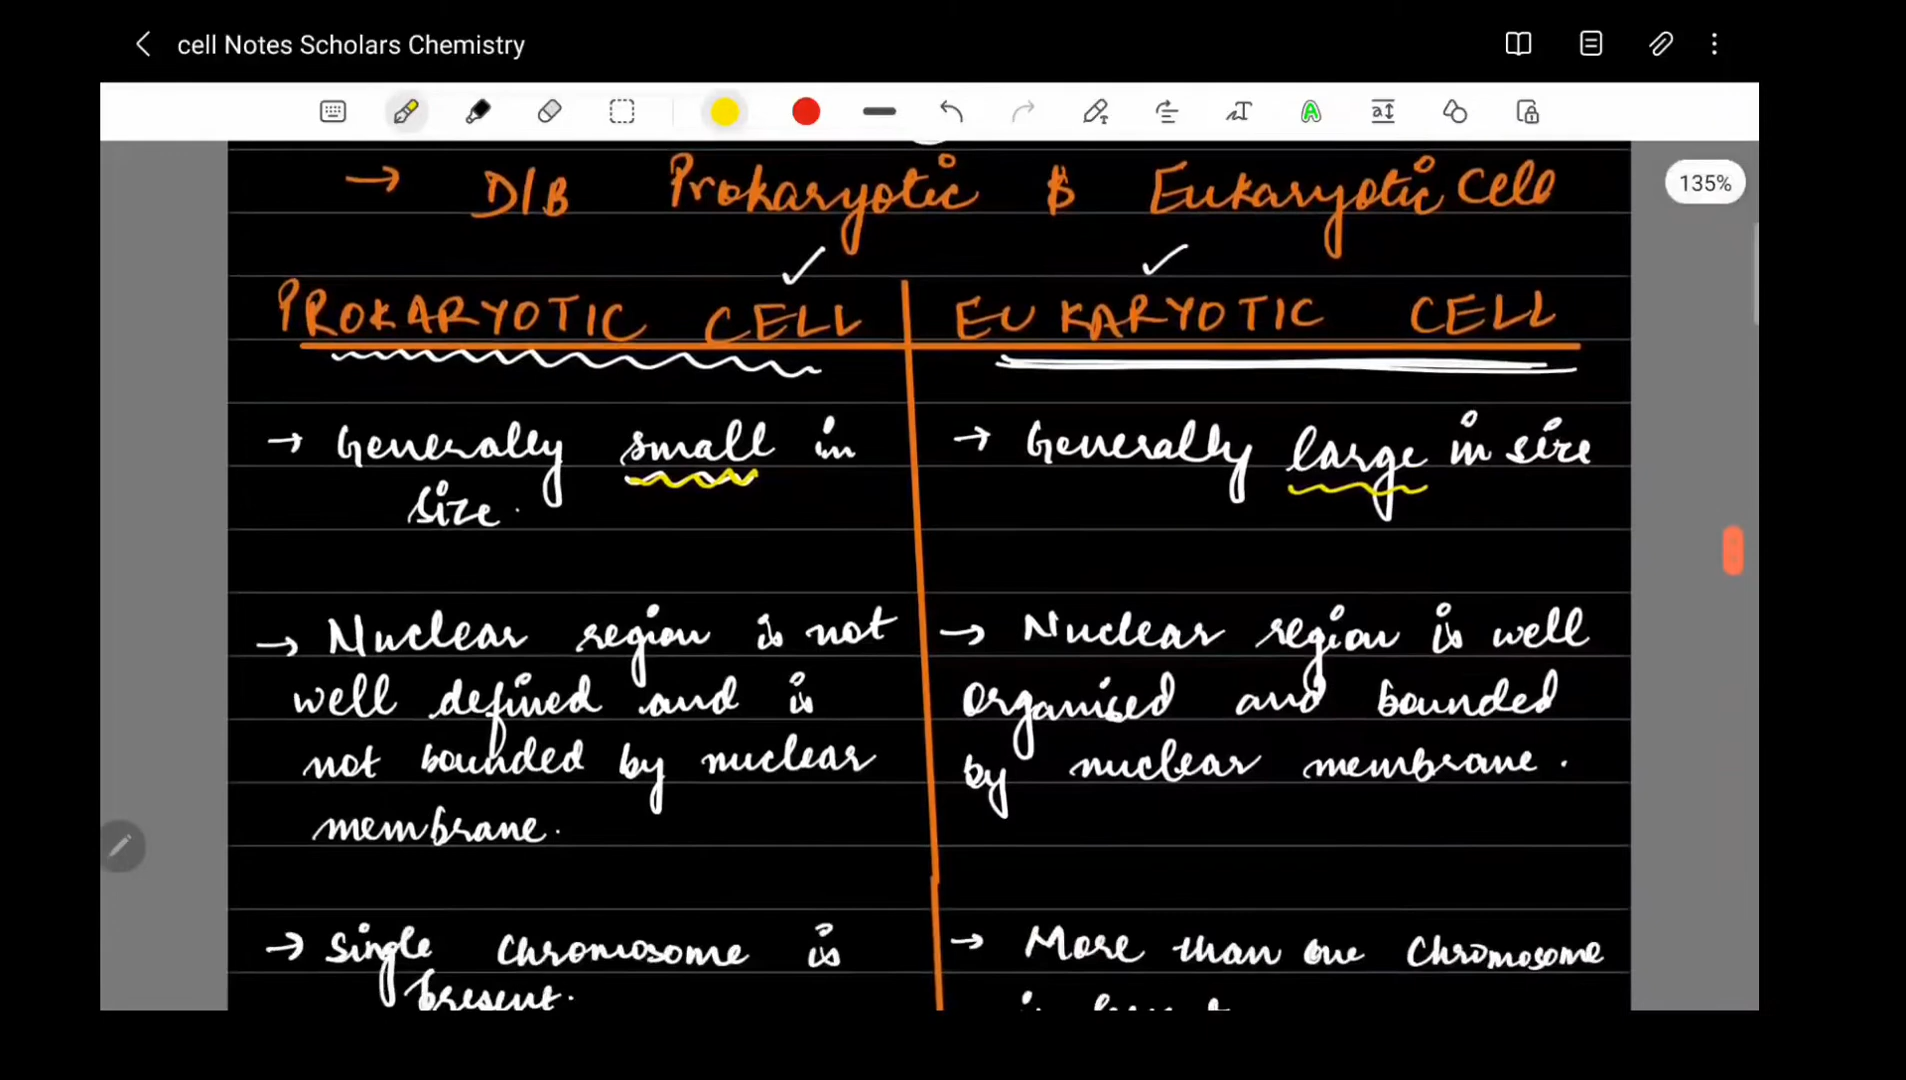 cell Notes Scholars Chemistry
135%
→ D/B Prokaryotic & Eukaryotic Cell
PROKARYOTIC CELL
→ Generally small in
size.
→ Nuclear region is not
well defined and is
not bounded by nuclear
membrane.
→ Single chromosome is
present.
EUKARYOTIC CELL
→ Generally large in size
→ Nuclear region is well
organised and bounded
by nuclear membrane.
→ More than one chromosome